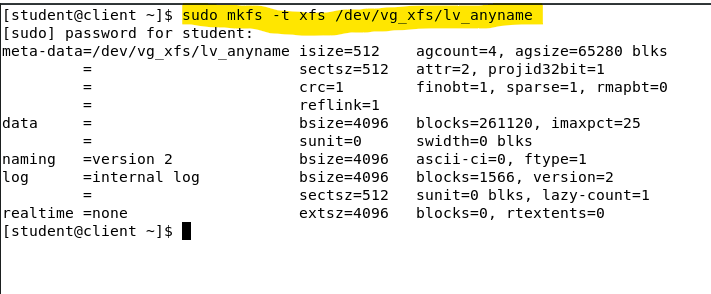 [student@client ~]$ sudo mkfs -t xfs /dev/vg_xfs/lv_anyname
[sudo] password for student:
meta-data=/dev/vg_xfs/lv_anyname isize=512    agcount=4, agsize=65280 blks
         =                       sectsz=512   attr=2, projid32bit=1
         =                       crc=1        finobt=1, sparse=1, rmapbt=0
         =                       reflink=1
data     =                       bsize=4096   blocks=261120, imaxpct=25
         =                       sunit=0      swidth=0 blks
naming   =version 2              bsize=4096   ascii-ci=0, ftype=1
log      =internal log           bsize=4096   blocks=1566, version=2
         =                       sectsz=512   sunit=0 blks, lazy-count=1
realtime =none                   extsz=4096   blocks=0, rtextents=0
[student@client ~]$